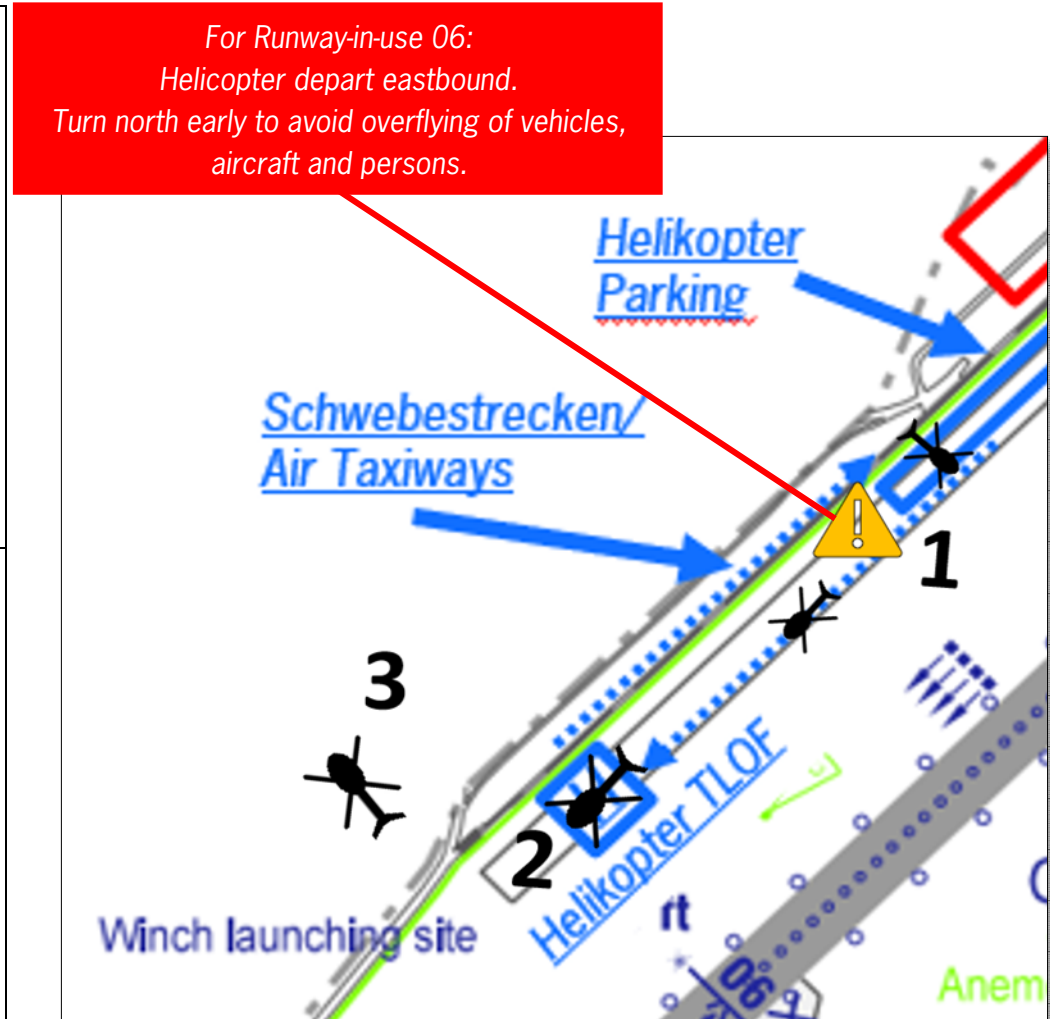 For Runway-in-use 06:
Helicopter depart eastbound.
Turn north early to avoid overflying of vehicles,
aircraft and persons.
Helikopter
Parking
Schwebestrecken/
Air Taxiways
1
3
2
Helikopter TLOF
Winch launching site
rt
06
Anem